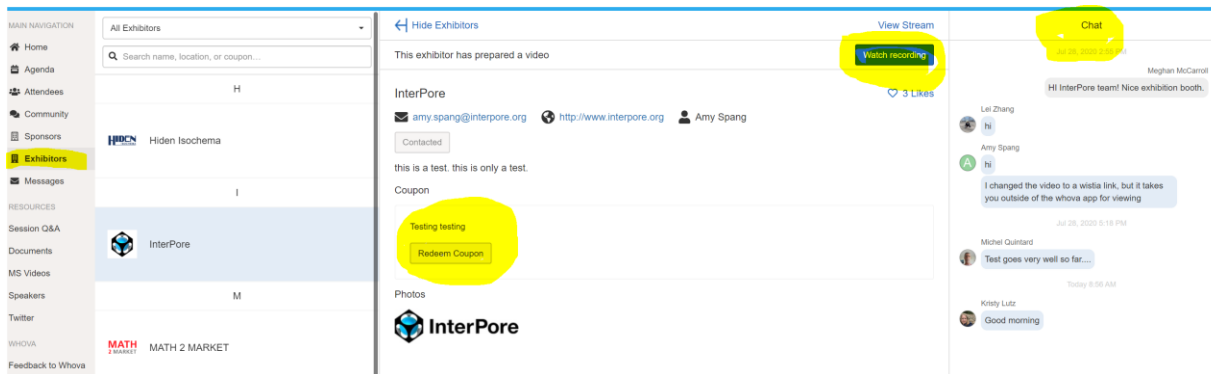 MAIN NAVIGATION
Home
Agenda
Attendees
Community
Sponsors
Exhibitors
Messages
RESOURCES
Session Q&A
Documents
MS Videos
Speakers
Twitter
WHOVA
Feedback to Whova
All Exhibitors
Search name, location, or coupon...
H
HIDEN
Hiden Isochema
I
InterPore
M
MATH
2 MARKET
MATH 2 MARKET
Hide Exhibitors
View Stream
This exhibitor has prepared a video
Watch recording
InterPore
3 Likes
amy.spang@interpore.org http://www.interpore.org Amy Spang
Contacted
this is a test. this is only a test.
Coupon
Testing testing
Redeem Coupon
Photos
InterPore
Chat
Jul 28, 2020 2:55 PM
Meghan McCarroll
HI InterPore team! Nice exhibition booth.
Lei Zhang
hi
Amy Spang
A
hi
I changed the video to a wistia link, but it takes
you outside of the whova app for viewing
Jul 28, 2020 5:16 PM
Michel Quintard
Test goes very well so far....
Today 8:56 AM
Kristy Lutz
Good morning